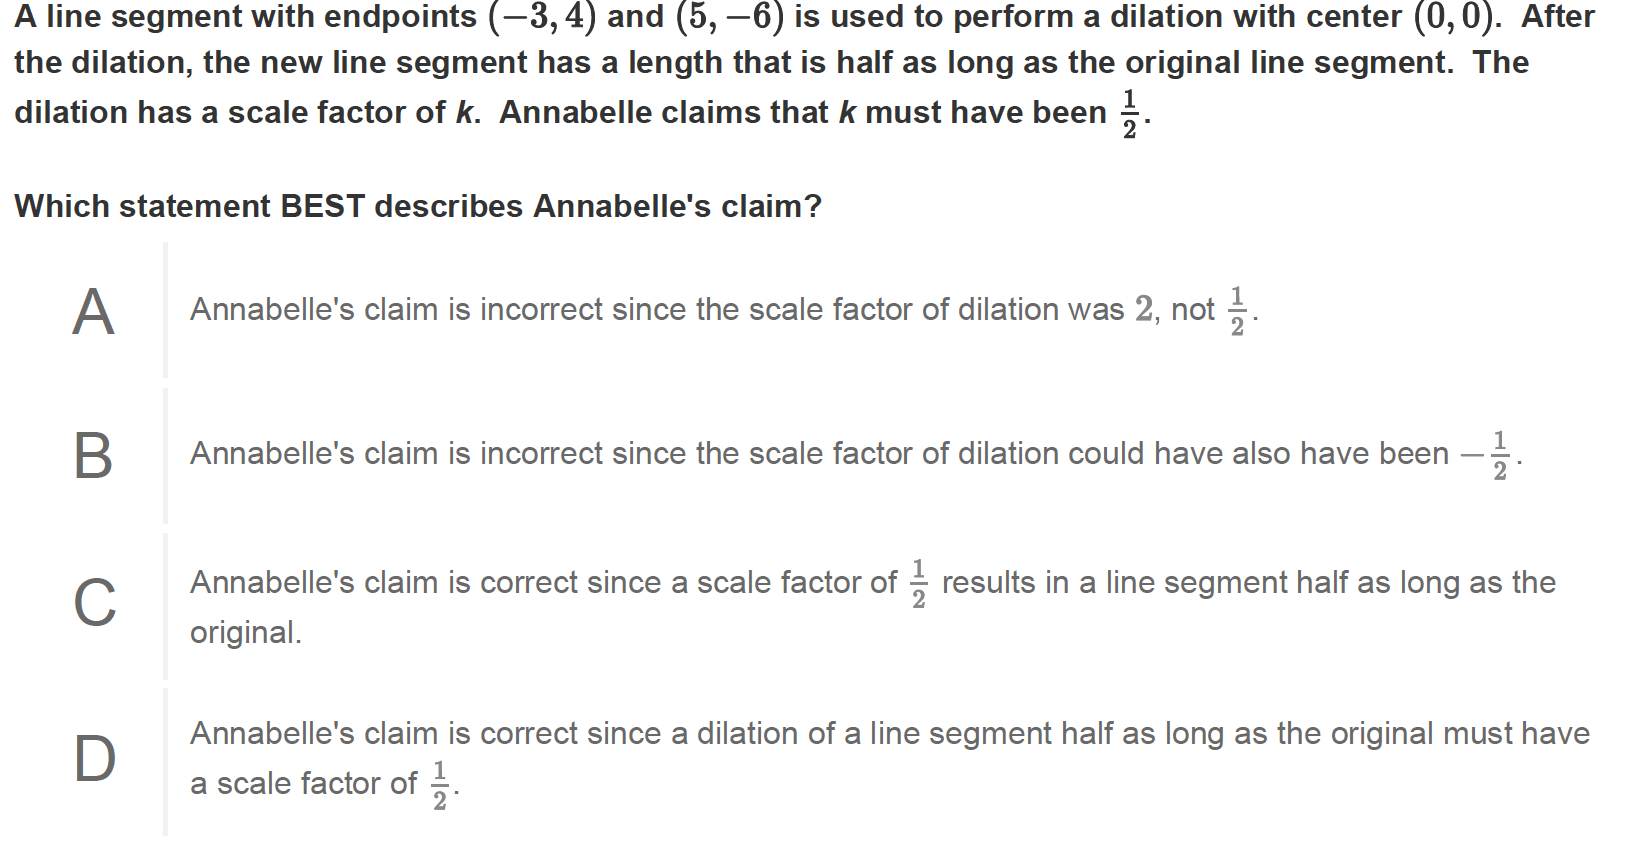 A line segment with endpoints (−3, 4) and (5, −6) is used to perform a dilation with center (0, 0). After
the dilation, the new line segment has a length that is half as long as the original line segment. The
dilation has a scale factor of k. Annabelle claims that k must have been 1/2.
Which statement BEST describes Annabelle's claim?
A Annabelle's claim is incorrect since the scale factor of dilation was 2, not 1/2.
B Annabelle's claim is incorrect since the scale factor of dilation could have also have been −1/2.
C Annabelle's claim is correct since a scale factor of 1/2 results in a line segment half as long as the
original.
D Annabelle's claim is correct since a dilation of a line segment half as long as the original must have
a scale factor of 1/2.